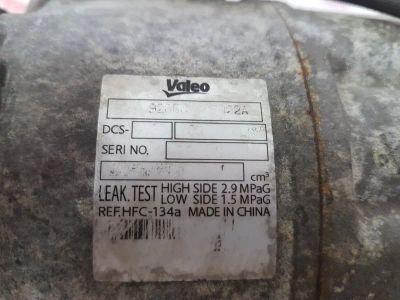 Valeo
DCS-
SERI NO.
cm³
LEAK. TEST HIGH SIDE 2.9 MPaG
LOW SIDE 1.5 MPaG
REF.HFC-134a MADE IN CHINA